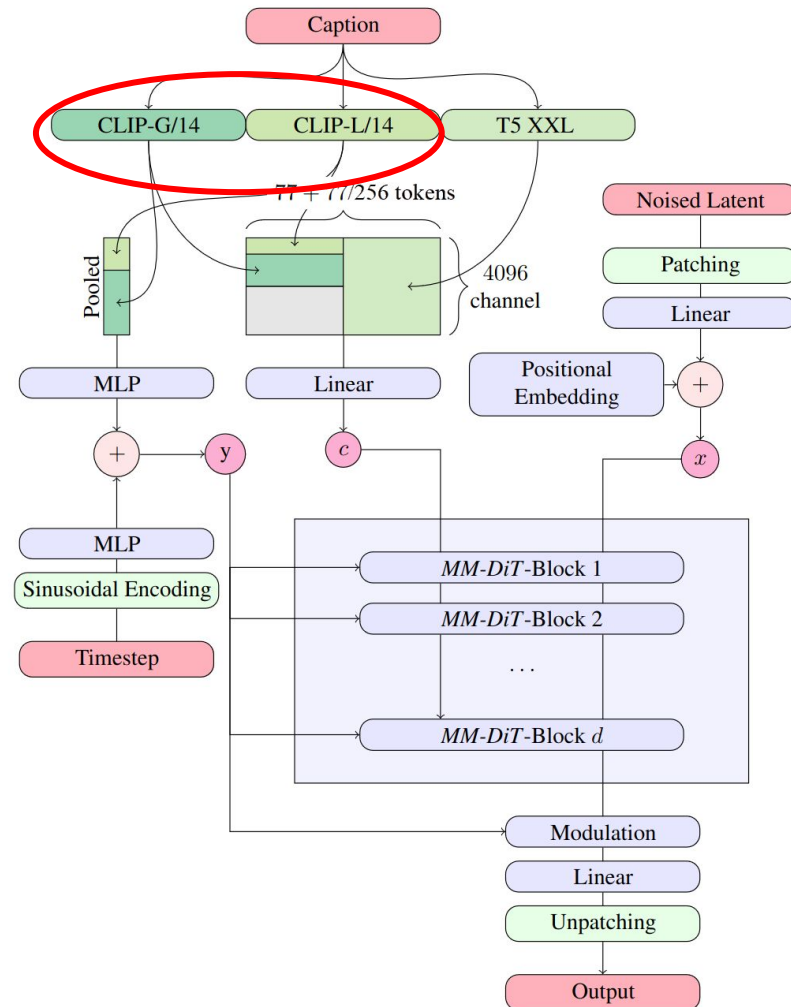 Caption
CLIP-G/14
CLIP-L/14
T5 XXL
77 + 77/256 tokens
Noised Latent
Pooled
4096
channel
Patching
Linear
MLP
Linear
Positional
Embedding
+
+
y
c
x
MLP
Sinusoidal Encoding
Timestep
MM-DiT-Block 1
MM-DiT-Block 2
. . .
MM-DiT-Block d
Modulation
Linear
Unpatching
Output